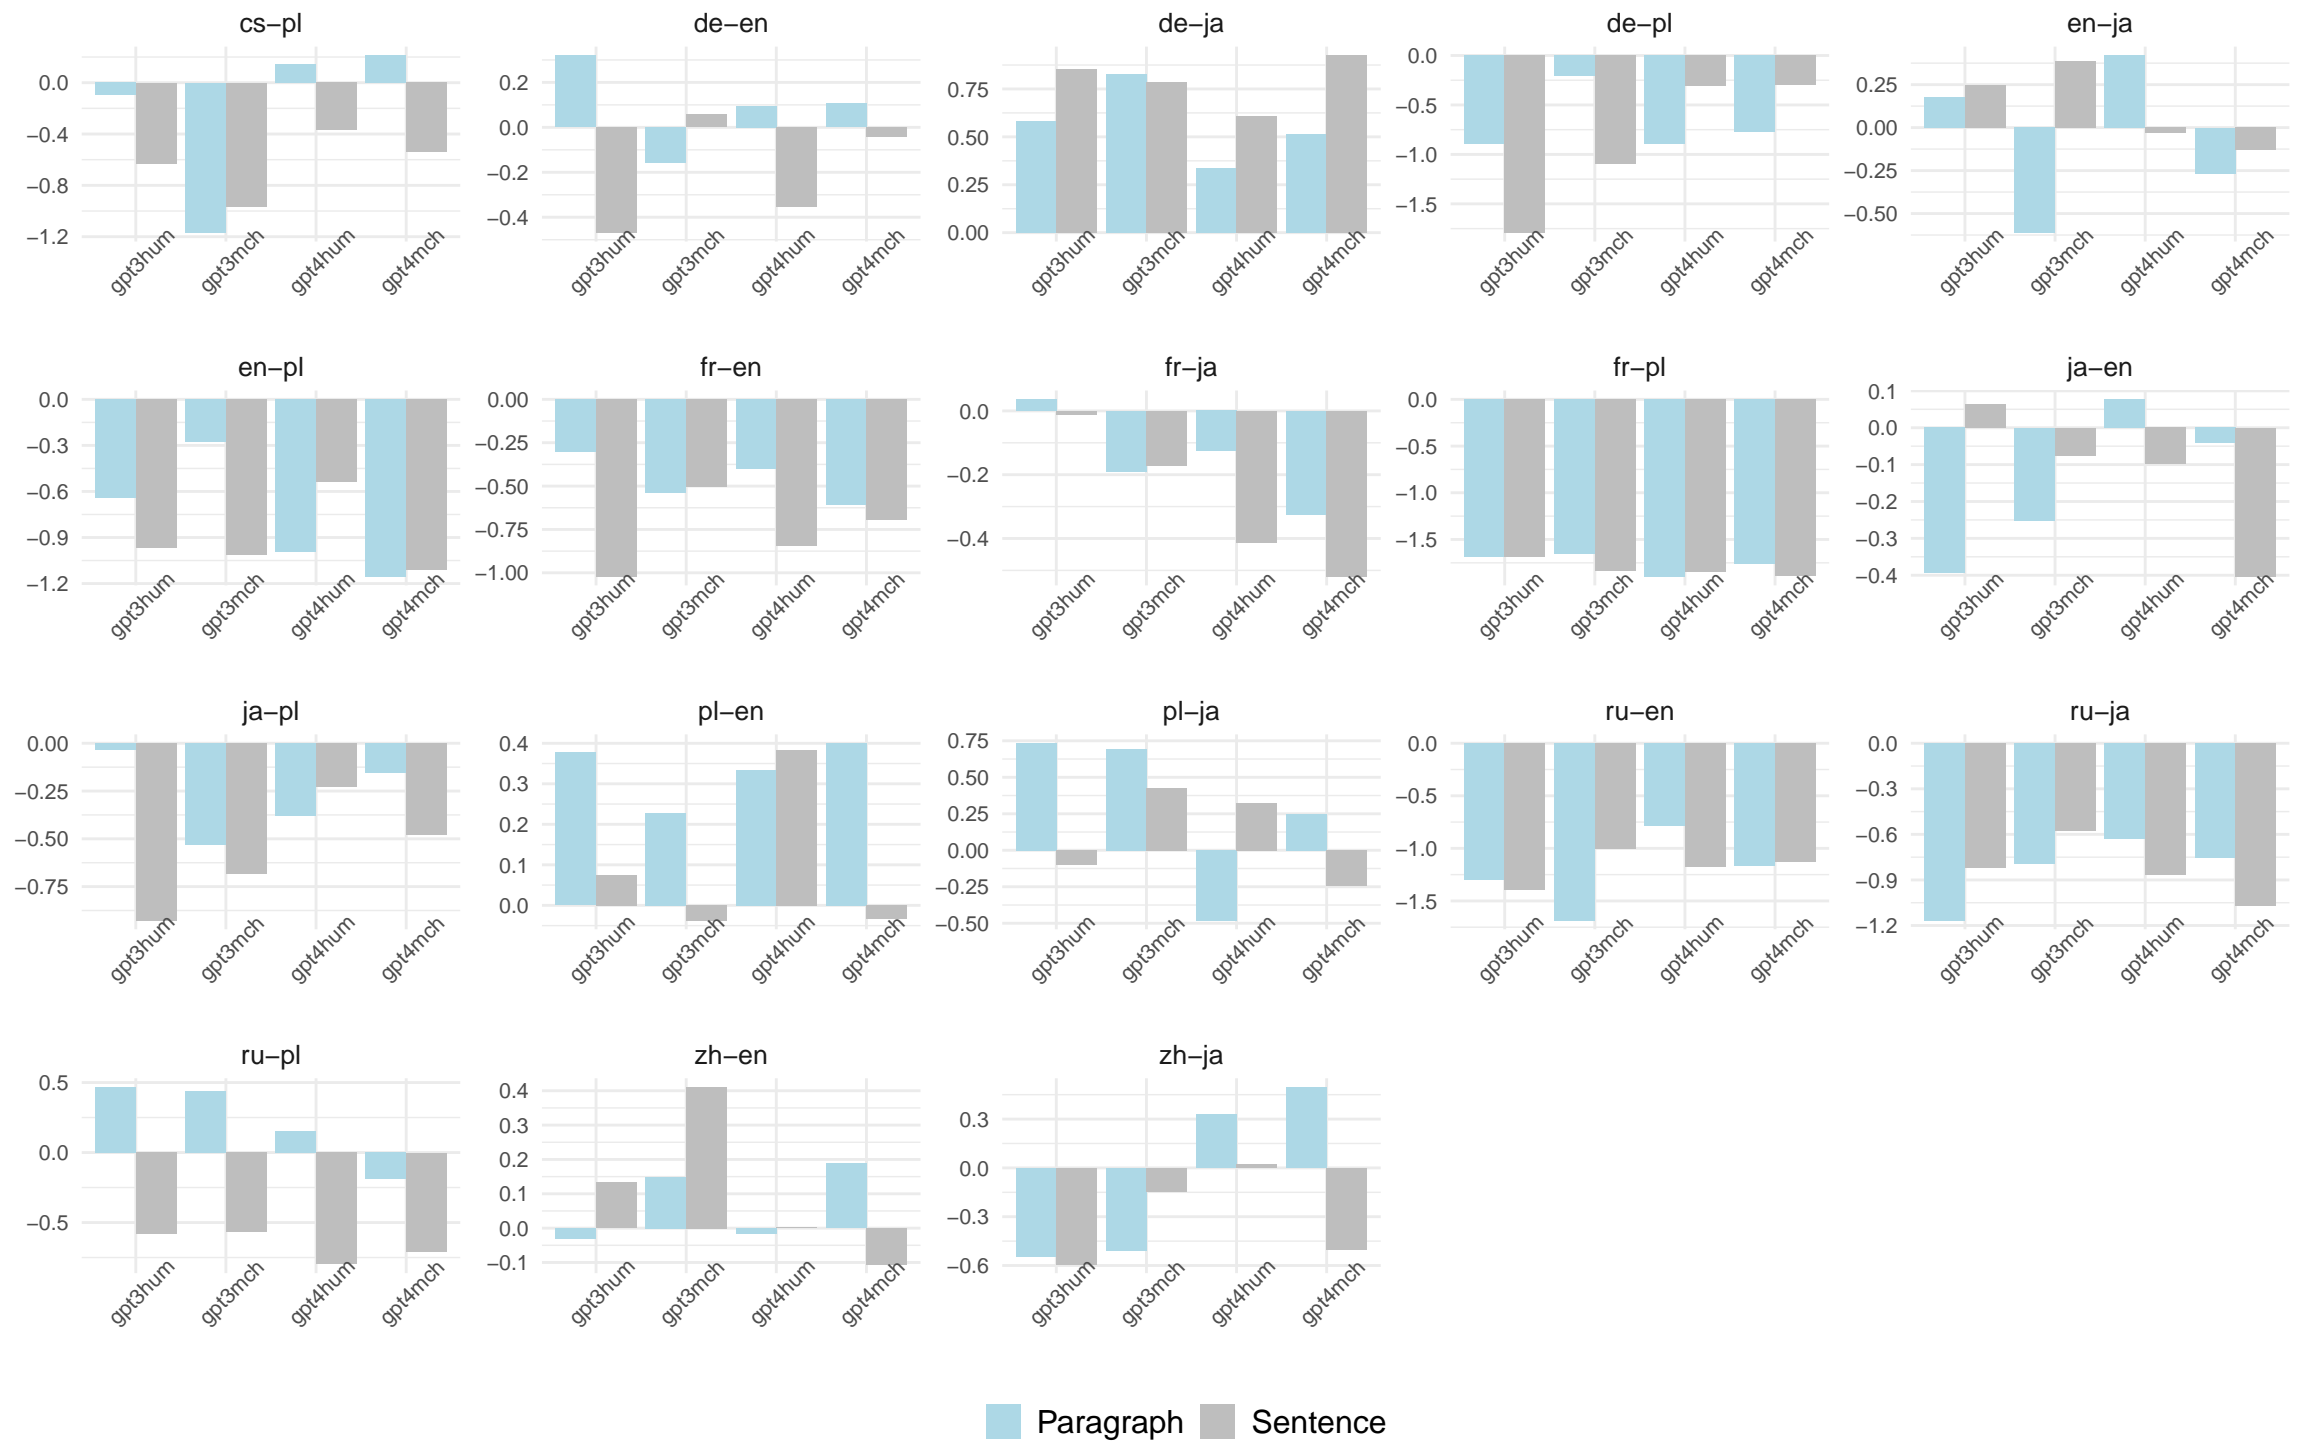 cs–pl
0.0
−0.4
−0.8
−1.2
gpt3hum
gpt3mch
gpt4hum
gpt4mch
de–en
0.2
0.0
−0.2
−0.4
gpt3hum
gpt3mch
gpt4hum
gpt4mch
de–ja
0.75
0.50
0.25
0.00
gpt3hum
gpt3mch
gpt4hum
gpt4mch
de–pl
0.0
−0.5
−1.0
−1.5
gpt3hum
gpt3mch
gpt4hum
gpt4mch
en–ja
0.25
0.00
−0.25
−0.50
gpt3hum
gpt3mch
gpt4hum
gpt4mch
en–pl
0.0
−0.3
−0.6
−0.9
−1.2
gpt3hum
gpt3mch
gpt4hum
gpt4mch
fr–en
0.00
−0.25
−0.50
−0.75
−1.00
gpt3hum
gpt3mch
gpt4hum
gpt4mch
fr–ja
0.0
−0.2
−0.4
gpt3hum
gpt3mch
gpt4hum
gpt4mch
fr–pl
0.0
−0.5
−1.0
−1.5
gpt3hum
gpt3mch
gpt4hum
gpt4mch
ja–en
0.1
0.0
−0.1
−0.2
−0.3
−0.4
gpt3hum
gpt3mch
gpt4hum
gpt4mch
ja–pl
0.00
−0.25
−0.50
−0.75
gpt3hum
gpt3mch
gpt4hum
gpt4mch
pl–en
0.4
0.3
0.2
0.1
0.0
gpt3hum
gpt3mch
gpt4hum
gpt4mch
pl–ja
0.75
0.50
0.25
0.00
−0.25
−0.50
gpt3hum
gpt3mch
gpt4hum
gpt4mch
ru–en
0.0
−0.5
−1.0
−1.5
gpt3hum
gpt3mch
gpt4hum
gpt4mch
ru–ja
0.0
−0.3
−0.6
−0.9
−1.2
gpt3hum
gpt3mch
gpt4hum
gpt4mch
ru–pl
0.5
0.0
−0.5
gpt3hum
gpt3mch
gpt4hum
gpt4mch
zh–en
0.4
0.3
0.2
0.1
0.0
−0.1
gpt3hum
gpt3mch
gpt4hum
gpt4mch
zh–ja
0.3
0.0
−0.3
−0.6
gpt3hum
gpt3mch
gpt4hum
gpt4mch
Paragraph Sentence